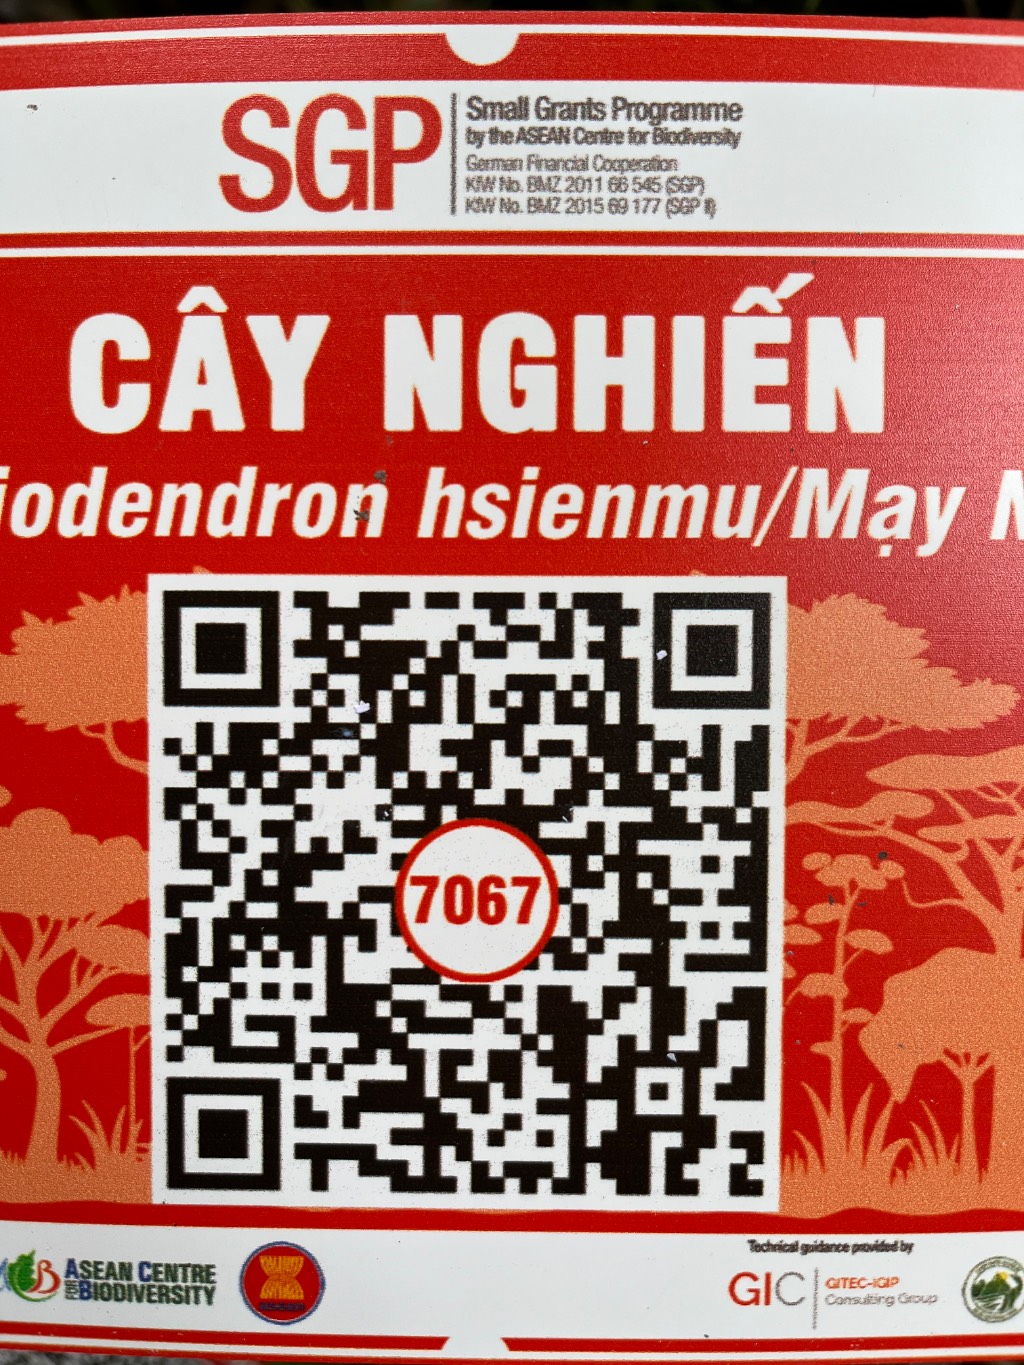 SGP
Small Grants Programme
by the ASEAN Centre for Biodiversity
German Financial Cooperation
KfW No. BMZ 2011 66 545 (SGP)
KfW No. BMZ 2015 69 177 (SGP II)
CÂY NGHIẾN
iodendron hsienmu/Mạy
7067
ASEAN CENTRE
FOR BIODIVERSITY
Technical guidance provided by
GIC
GITEC-IGIP
Consulting Group